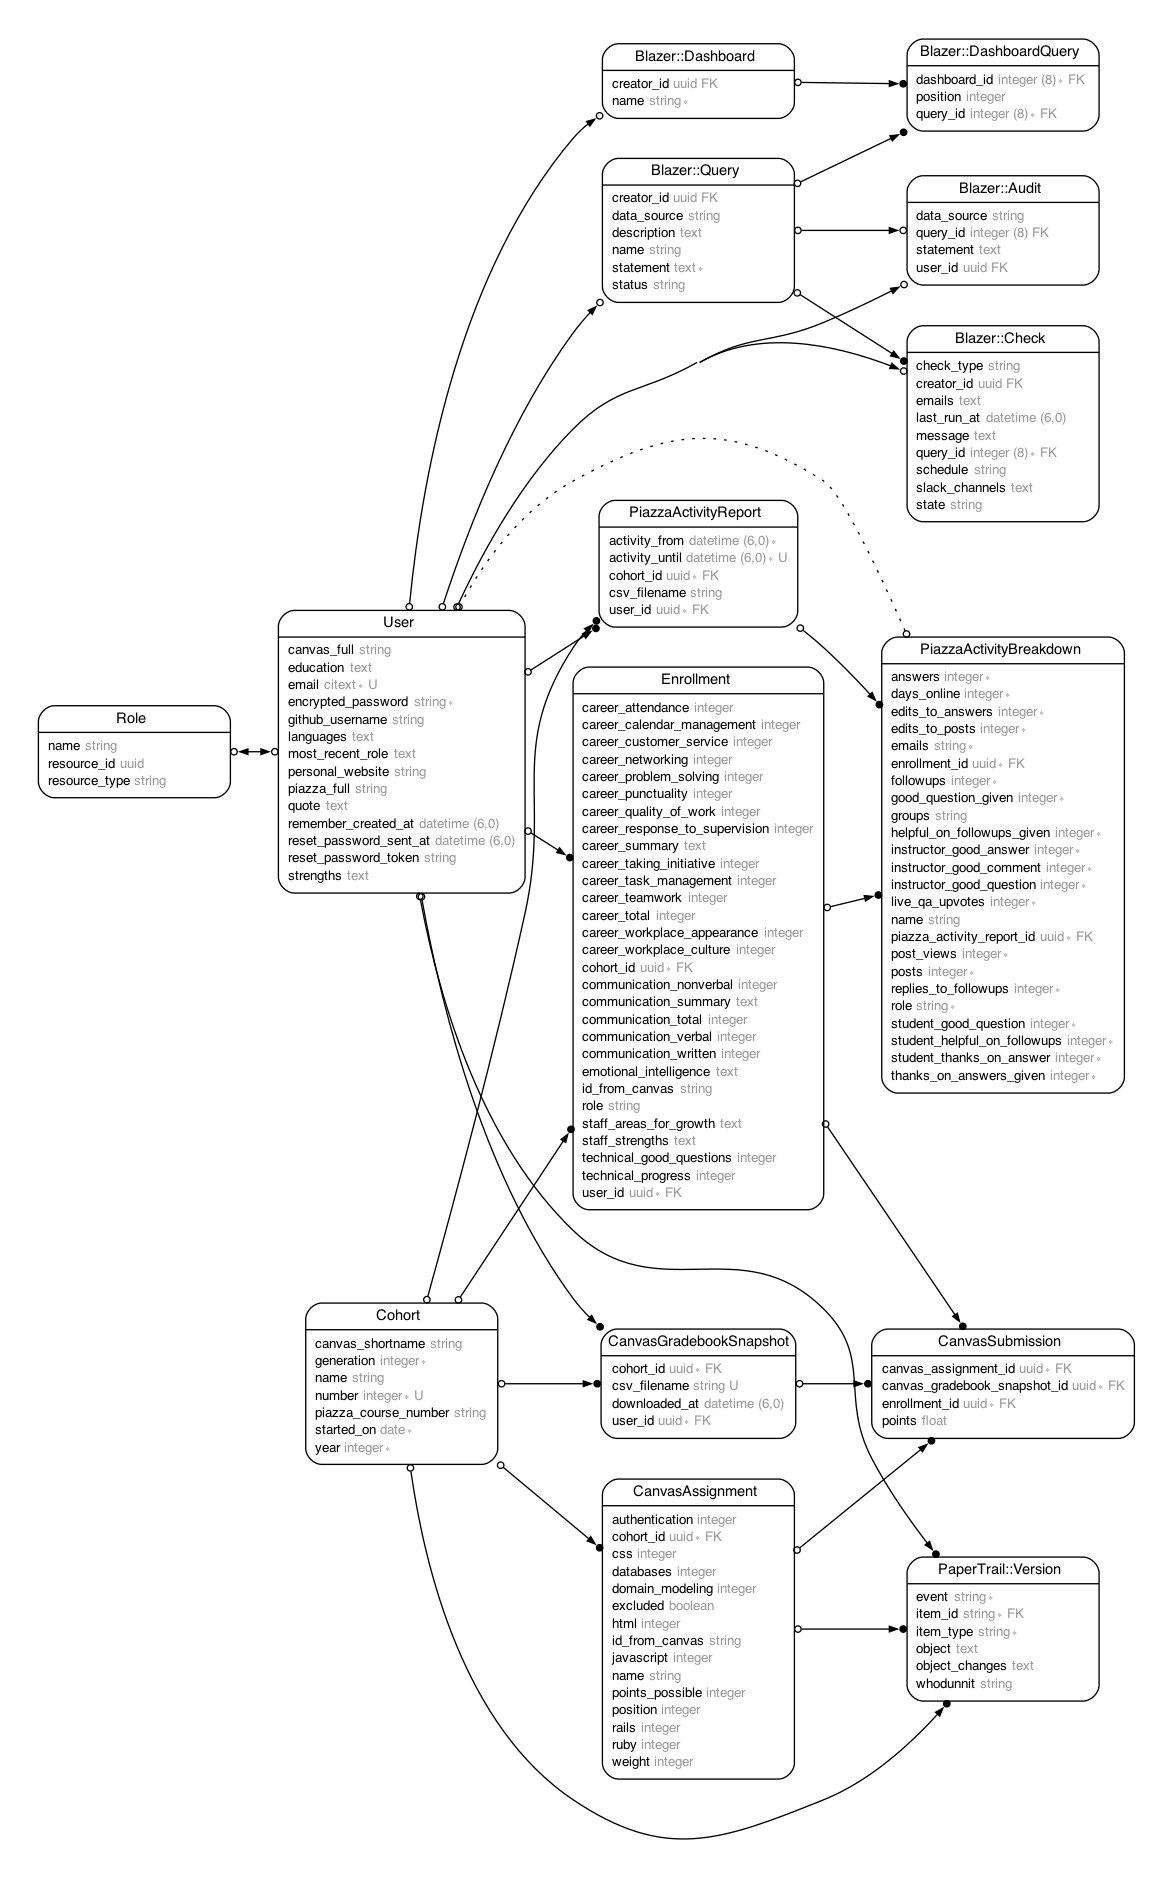 Blazer::Dashboard
creator_id uuid FK
name string∗
Blazer::DashboardQuery
dashboard_id integer (8)∗ FK
position integer
query_id integer (8)∗ FK
Blazer::Query
creator_id uuid FK
data_source string
description text
name string
statement text∗
status string
Blazer::Audit
data_source string
query_id integer (8) FK
statement text
user_id uuid FK
Blazer::Check
check_type string
creator_id uuid FK
emails text
last_run_at datetime (6,0)
message text
query_id integer (8)∗ FK
schedule string
slack_channels text
state string
PiazzaActivityReport
activity_from datetime (6,0)∗
activity_until datetime (6,0)∗ U
cohort_id uuid∗ FK
csv_filename string
user_id uuid∗ FK
User
canvas_full string
education text
email citext∗ U
encrypted_password string∗
github_username string
languages text
most_recent_role text
personal_website string
piazza_full string
quote text
remember_created_at datetime (6,0)
reset_password_sent_at datetime (6,0)
reset_password_token string
strengths text
Role
name string
resource_id uuid
resource_type string
Enrollment
career_attendance integer
career_calendar_management integer
career_customer_service integer
career_networking integer
career_problem_solving integer
career_punctuality integer
career_quality_of_work integer
career_response_to_supervision integer
career_summary text
career_taking_initiative integer
career_task_management integer
career_teamwork integer
career_total integer
career_workplace_appearance integer
career_workplace_culture integer
cohort_id uuid∗ FK
communication_nonverbal integer
communication_summary text
communication_total integer
communication_verbal integer
communication_written integer
emotional_intelligence text
id_from_canvas string
role string
staff_areas_for_growth text
staff_strengths text
technical_good_questions integer
technical_progress integer
user_id uuid∗ FK
PiazzaActivityBreakdown
answers integer∗
days_online integer∗
edits_to_answers integer∗
edits_to_posts integer∗
emails string∗
enrollment_id uuid∗ FK
followups integer∗
good_question_given integer∗
groups string
helpful_on_followups_given integer∗
instructor_good_answer integer∗
instructor_good_comment integer∗
instructor_good_question integer∗
live_qa_upvotes integer∗
name string
piazza_activity_report_id uuid∗ FK
post_views integer∗
posts integer∗
replies_to_followups integer∗
role string∗
student_good_question integer∗
student_helpful_on_followups integer∗
student_thanks_on_answer integer∗
thanks_on_answers_given integer∗
Cohort
canvas_shortname string
generation integer∗
name string
number integer∗ U
piazza_course_number string
started_on date∗
year integer∗
CanvasGradebookSnapshot
cohort_id uuid∗ FK
csv_filename string U
downloaded_at datetime (6,0)
user_id uuid∗ FK
CanvasSubmission
canvas_assignment_id uuid∗ FK
canvas_gradebook_snapshot_id uuid∗ FK
enrollment_id uuid∗ FK
points float
CanvasAssignment
authentication integer
cohort_id uuid∗ FK
css integer
databases integer
domain_modeling integer
excluded boolean
html integer
id_from_canvas string
javascript integer
name string
points_possible integer
position integer
rails integer
ruby integer
weight integer
PaperTrail::Version
event string∗
item_id string∗ FK
item_type string∗
object text
object_changes text
whodunnit string